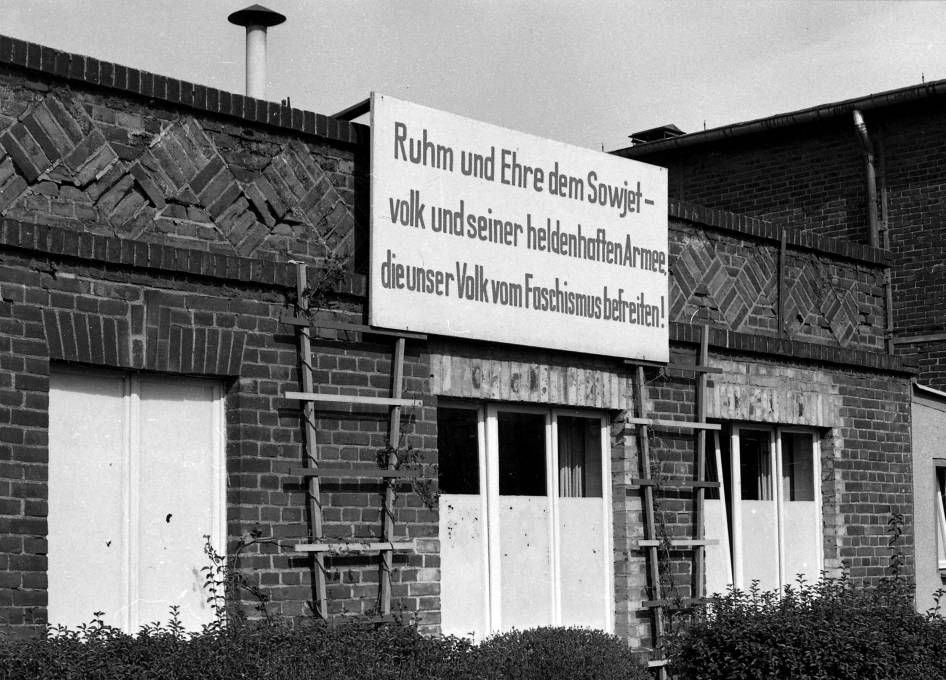 Ruhm und Ehre dem Sowjet-
volk und seiner heldenhaften Armee,
die unser Volk vom Faschismus befreiten!